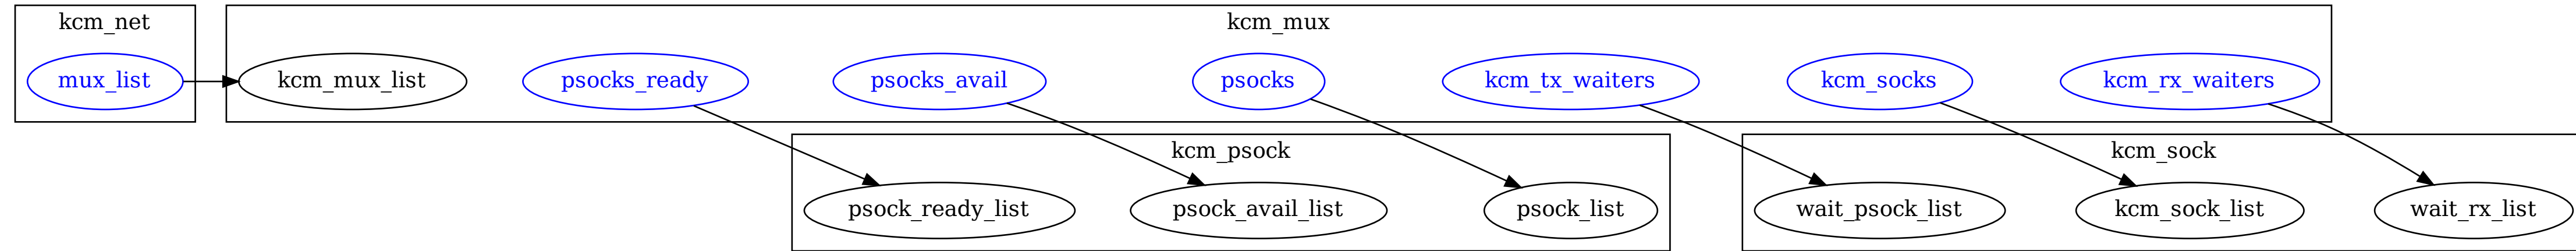 kcm_net
kcm_mux
mux_list
kcm_mux_list
psocks_ready
psocks_avail
psocks
kcm_tx_waiters
kcm_socks
kcm_rx_waiters
kcm_psock
kcm_sock
psock_ready_list
psock_avail_list
psock_list
wait_psock_list
kcm_sock_list
wait_rx_list